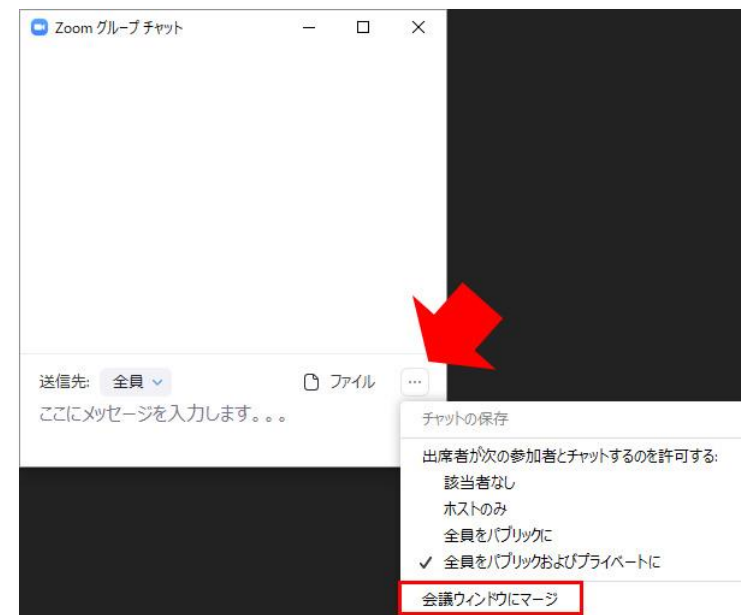 Zoom グループ チャット
送信先: 全員
ファイル
ここにメッセージを入力します。。。
チャットの保存
出席者が次の参加者とチャットするのを許可する:
該当者なし
ホストのみ
全員をパブリックに
✓ 全員をパブリックおよびプライベートに
会議ウィンドウにマージ